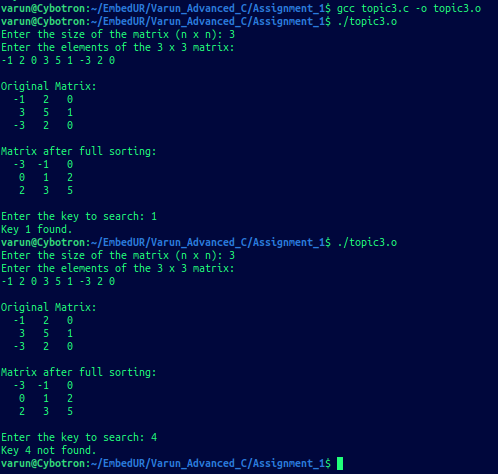 varun@Cybotron:~/EmbedUR/Varun_Advanced_C/Assignment_1$ gcc topic3.c -o topic3.o
varun@Cybotron:~/EmbedUR/Varun_Advanced_C/Assignment_1$ ./topic3.o
Enter the size of the matrix (n x n): 3
Enter the elements of the 3 x 3 matrix:
-1 2 0 3 5 1 -3 2 0

Original Matrix:
  -1   2   0
   3   5   1
  -3   2   0

Matrix after full sorting:
  -3  -1   0
   0   1   2
   2   3   5

Enter the key to search: 1
Key 1 found.
varun@Cybotron:~/EmbedUR/Varun_Advanced_C/Assignment_1$ ./topic3.o
Enter the size of the matrix (n x n): 3
Enter the elements of the 3 x 3 matrix:
-1 2 0 3 5 1 -3 2 0

Original Matrix:
  -1   2   0
   3   5   1
  -3   2   0

Matrix after full sorting:
  -3  -1   0
   0   1   2
   2   3   5

Enter the key to search: 4
Key 4 not found.
varun@Cybotron:~/EmbedUR/Varun_Advanced_C/Assignment_1$